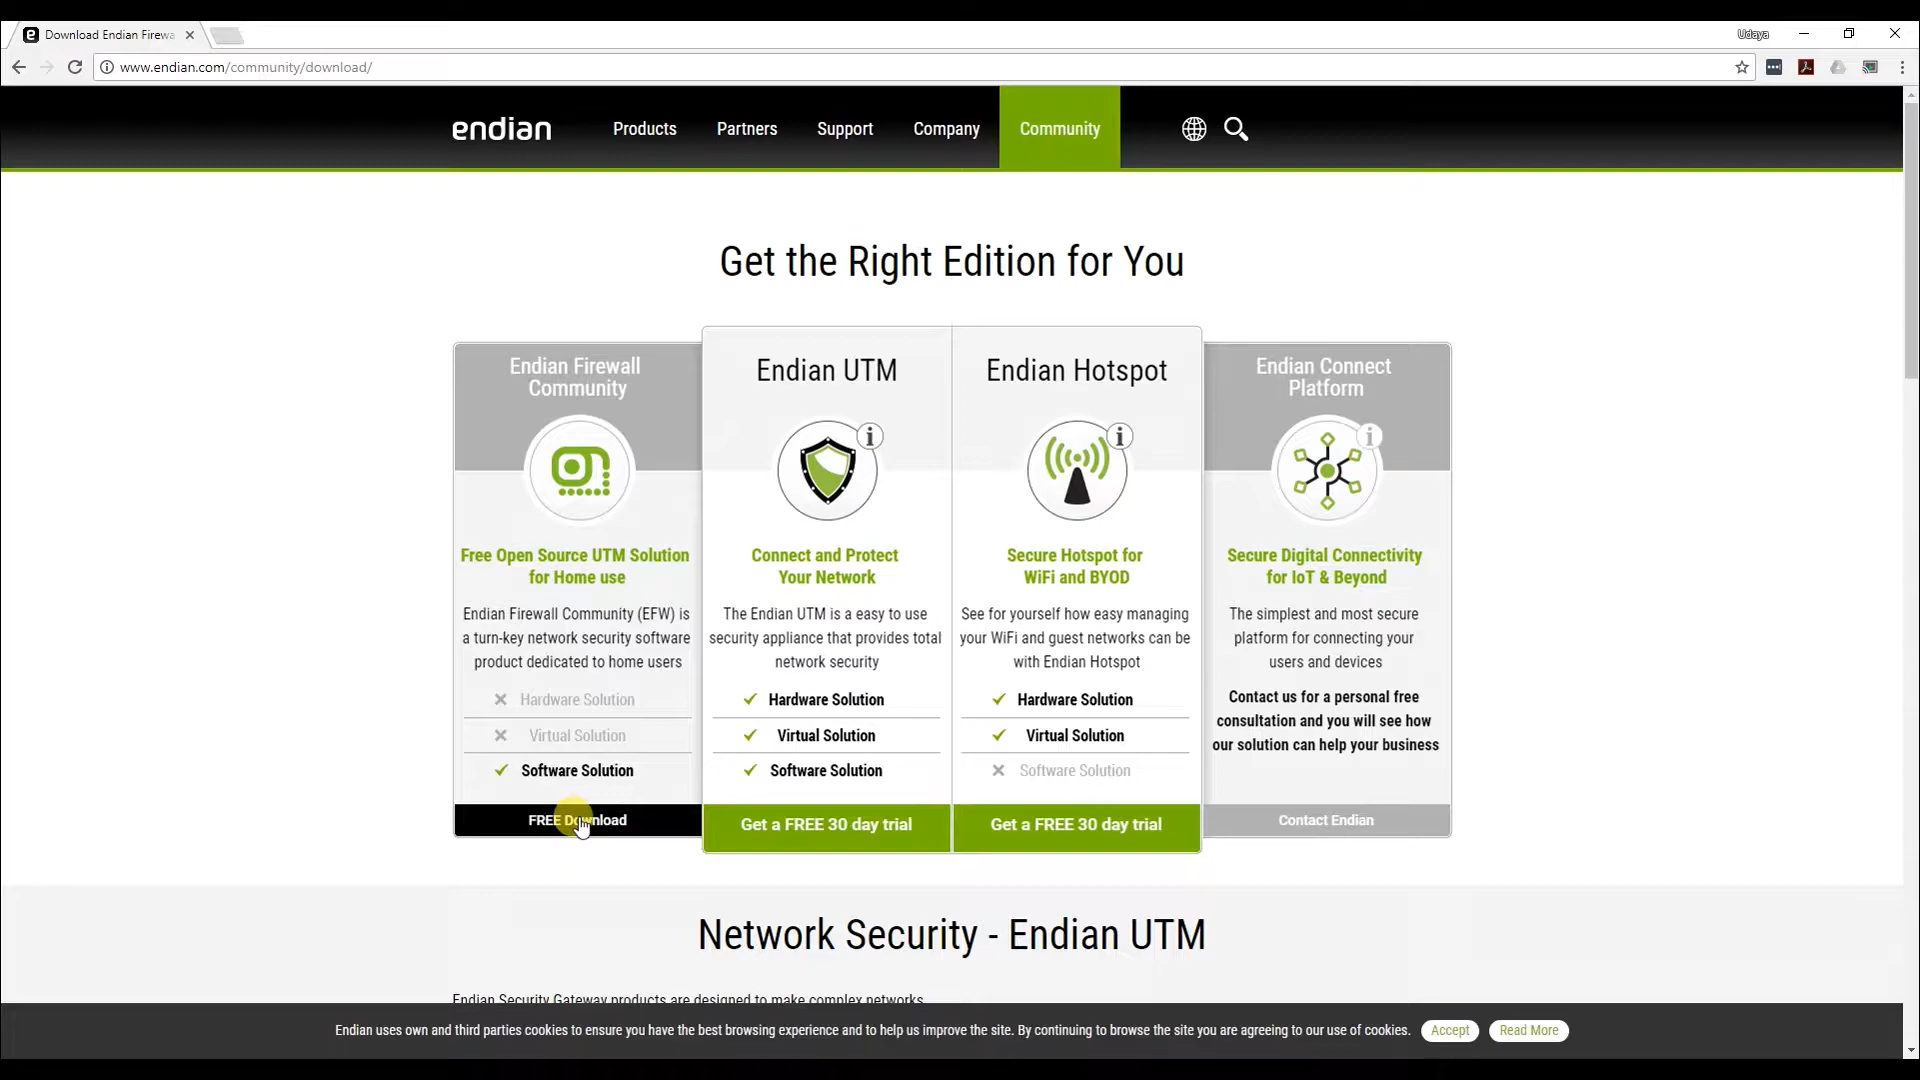 Download Endian Firewa
Udaya
www.endian.com/community/download/
endian
Products
Partners
Support
Company
Community
Get the Right Edition for You
Endian Firewall
Community
Free Open Source UTM Solution
for Home use
Endian Firewall Community (EFW) is
a turn-key network security software
product dedicated to home users
Hardware Solution
Virtual Solution
Software Solution
FREE Download
Endian UTM
i
Connect and Protect
Your Network
The Endian UTM is a easy to use
security appliance that provides total
network security
Hardware Solution
Virtual Solution
Software Solution
Get a FREE 30 day trial
Endian Hotspot
i
Secure Hotspot for
WiFi and BYOD
See for yourself how easy managing
your WiFi and guest networks can be
with Endian Hotspot
Hardware Solution
Virtual Solution
Software Solution
Get a FREE 30 day trial
Endian Connect
Platform
i
Secure Digital Connectivity
for IoT & Beyond
The simplest and most secure
platform for connecting your
users and devices
Contact us for a personal free
consultation and you will see how
our solution can help your business
Contact Endian
Network Security - Endian UTM
Endian Security Gateway products are designed to make complex networks
Endian uses own and third parties cookies to ensure you have the best browsing experience and to help us improve the site. By continuing to browse the site you are agreeing to our use of cookies.
Accept
Read More